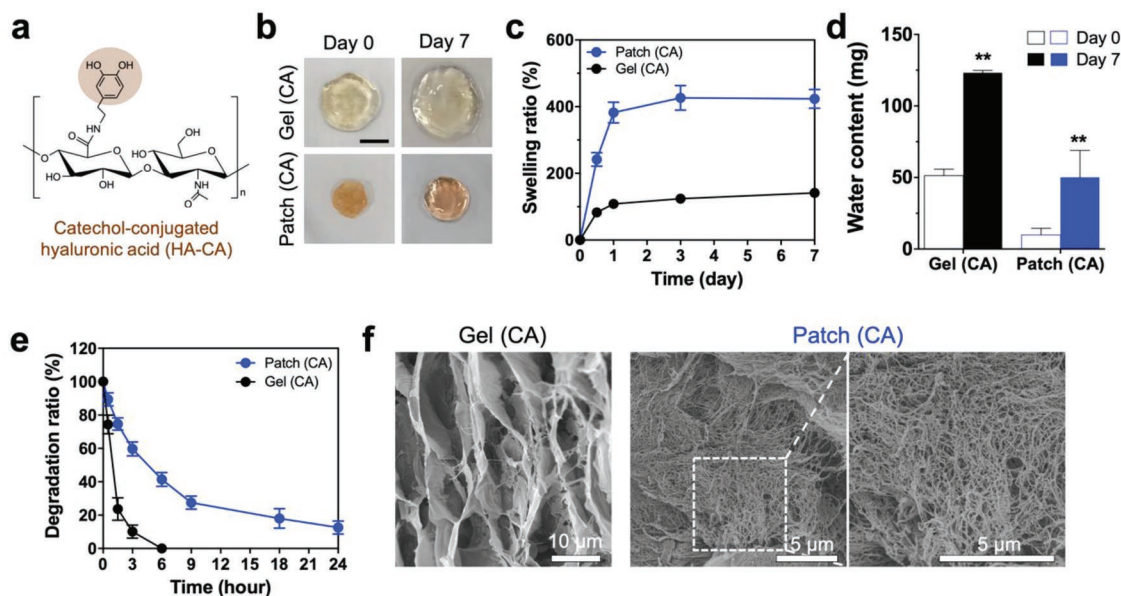 a
HO
OH
NH
O
O
HO
OH
O
OH
HO
O
NH
O
O
n
Catechol-conjugated
hyaluronic acid (HA-CA)
b
Day 0 Day 7
Gel (CA)
Patch (CA)
c
Swelling ratio (%)
600
400
200
0
Patch (CA)
Gel (CA)
0 1 2 3 4 5 6 7
Time (day)
d
Water content (mg)
150
100
50
0
Day 0
Day 7
**
**
Gel (CA) Patch (CA)
e
Degradation ratio (%)
120
100
80
60
40
20
0
Patch (CA)
Gel (CA)
0 3 6 9 12 15 18 21 24
Time (hour)
f
Gel (CA) Patch (CA)
10 μm
5 μm
5 μm